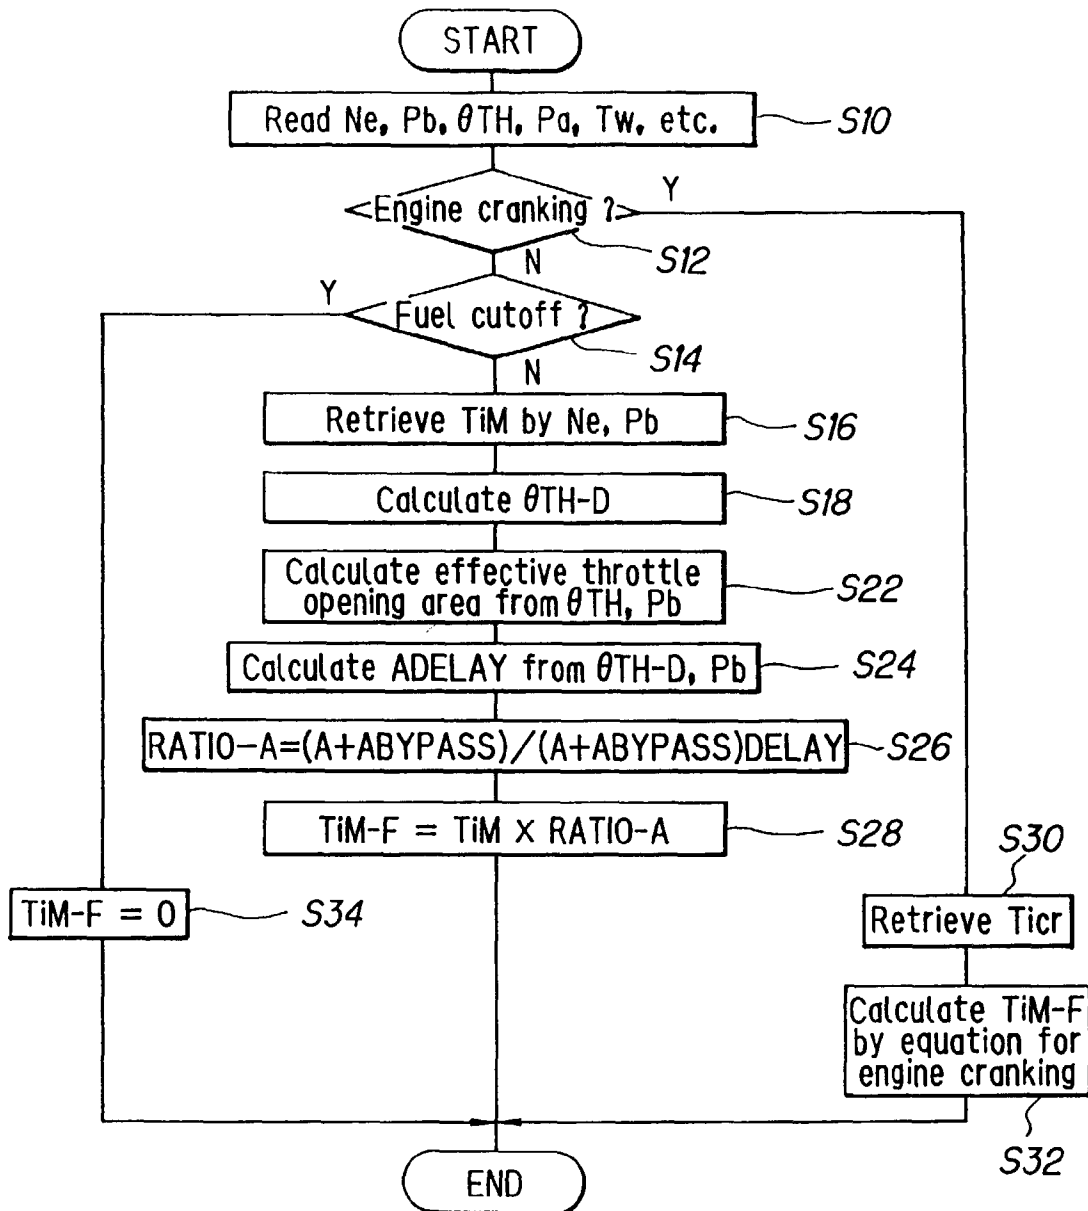 START
Read Ne, Pb, θTH, Pa, Tw, etc.
S10
Engine cranking ?
Y
S12
N
Y
Fuel cutoff ?
S14
N
Retrieve TiM by Ne, Pb
S16
Calculate θTH-D
S18
Calculate effective throttle
opening area from θTH, Pb
S22
Calculate ADELAY from θTH-D, Pb
S24
RATIO-A=(A+ABYPASS)/(A+ABYPASS)DELAY
S26
TiM-F = TiM X RATIO-A
S28
S30
TiM-F = 0
S34
Retrieve Ticr
Calculate TiM-F
by equation for
engine cranking
S32
END